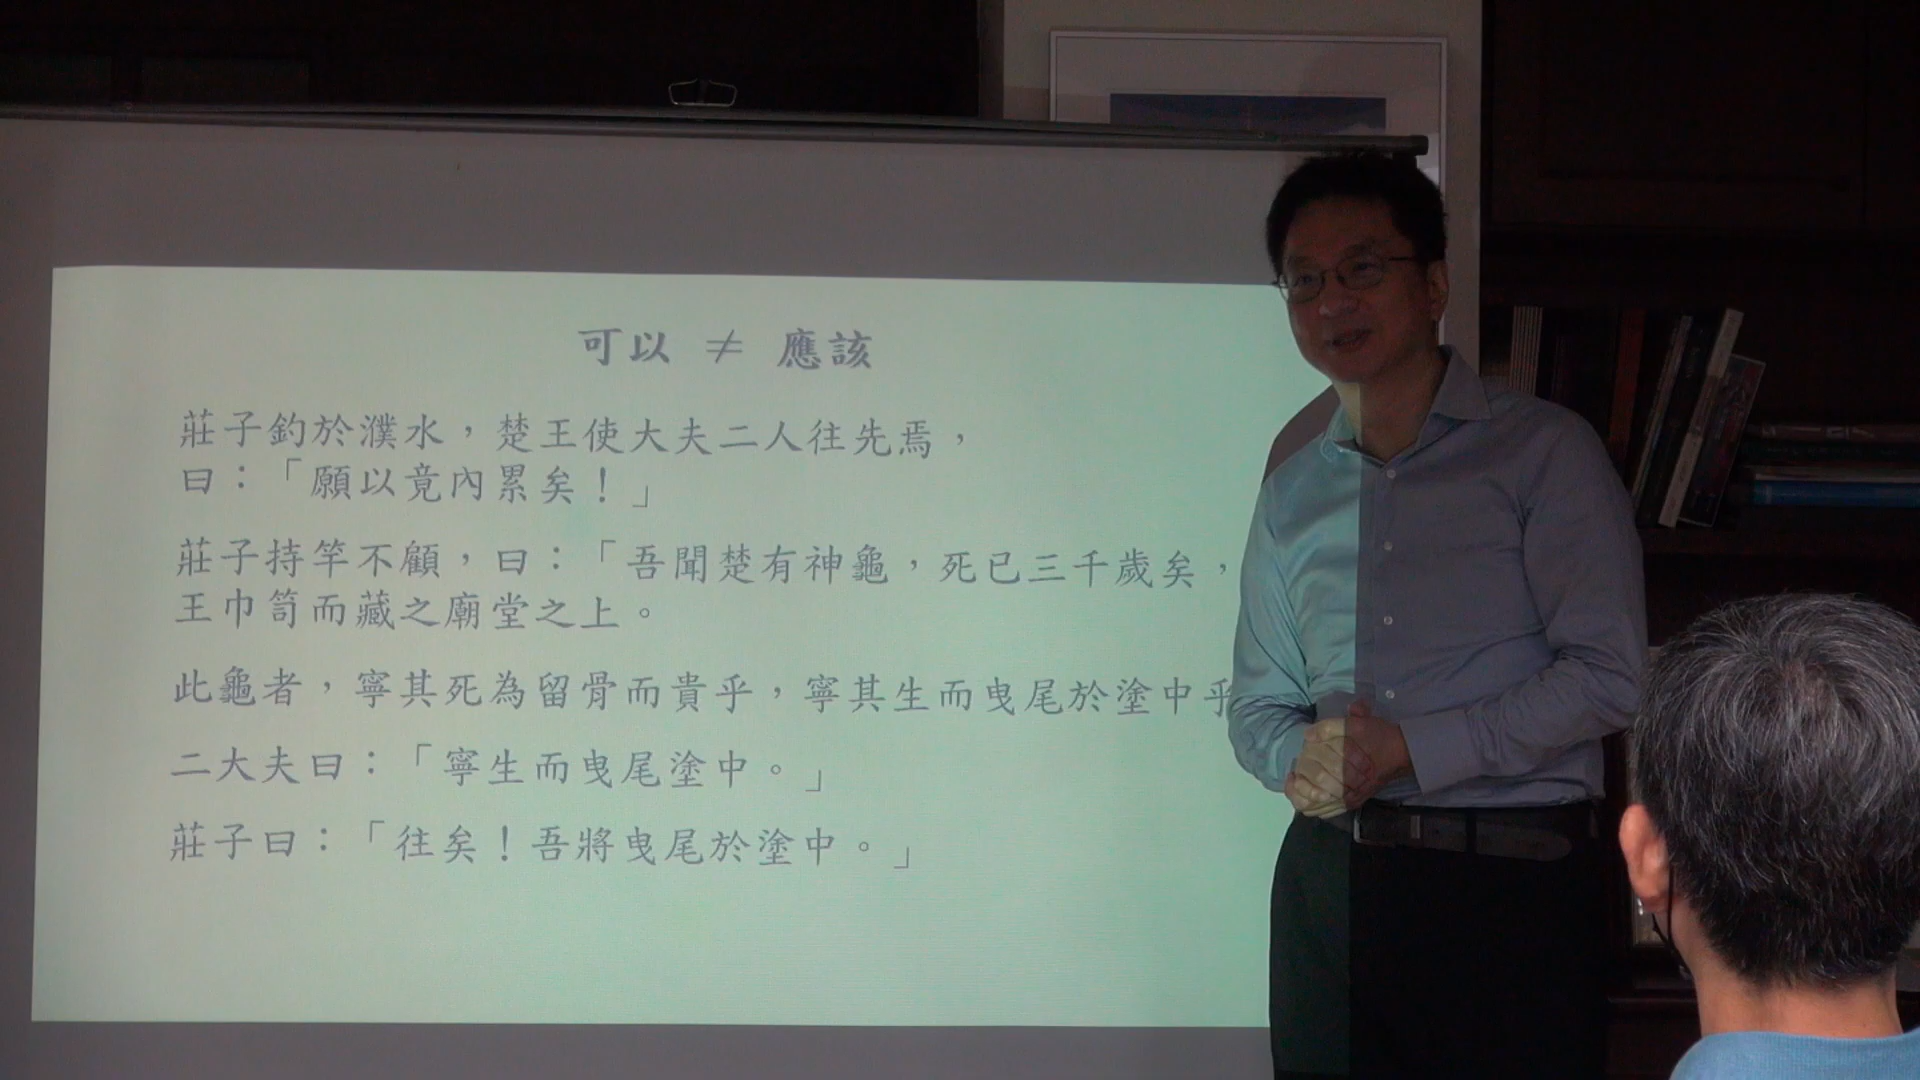 可以 ≠ 應該
莊子釣於濮水，楚王使大夫二人往先焉，
曰：「願以竟內累矣！」
莊子持竿不顧，曰：「吾聞楚有神龜，死已三千歲矣，
王巾笥而藏之廟堂之上。
此龜者，寧其死為留骨而貴乎，寧其生而曳尾於塗中乎
二大夫曰：「寧生而曳尾塗中。」
莊子曰：「往矣！吾將曳尾於塗中。」